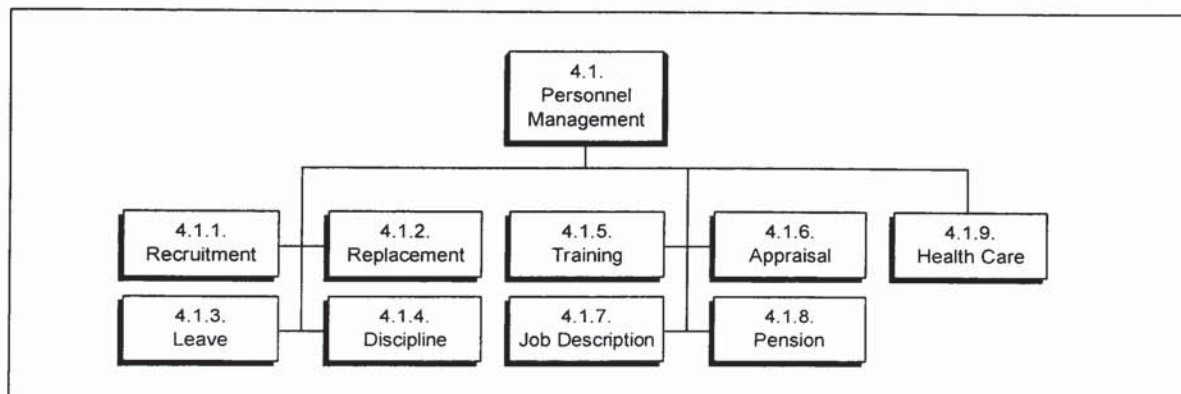 4.1.
Personnel
Management
4.1.1.
Recruitment
4.1.2.
Replacement
4.1.5.
Training
4.1.6.
Appraisal
4.1.9.
Health Care
4.1.3.
Leave
4.1.4.
Discipline
4.1.7.
Job Description
4.1.8.
Pension